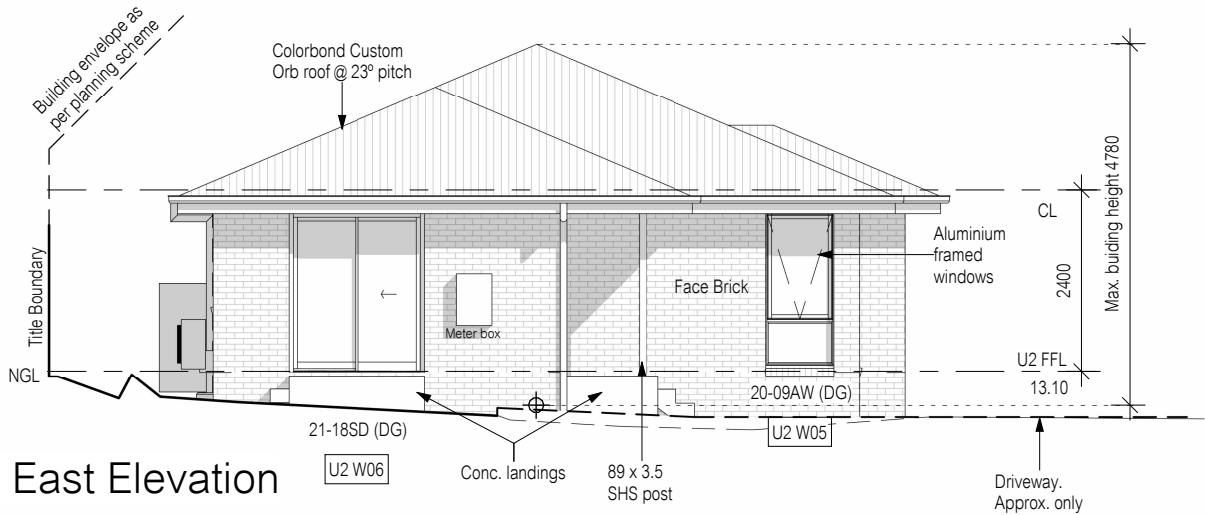 Building envelope as
per planning scheme
Colorbond Custom
Orb roof @ 23º pitch
Title Boundary
NGL
CL
Aluminium
framed
windows
2400
Max. buiding height 4780
Face Brick
Meter box
U2 FFL
13.10
20-09AW (DG)
U2 W05
21-18SD (DG)
U2 W06
Conc. landings
89 x 3.5
SHS post
Driveway.
Approx. only
East Elevation